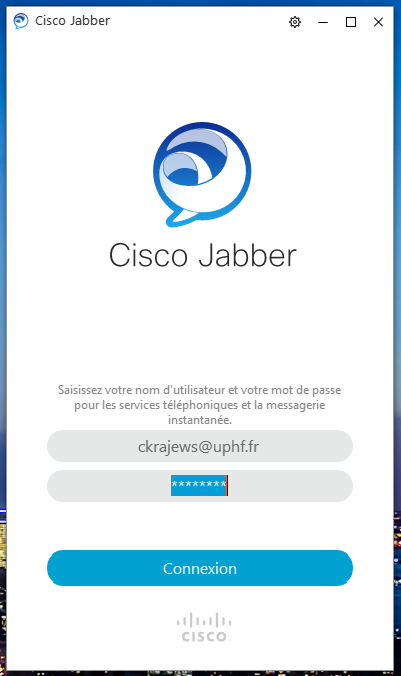 Cisco Jabber
Cisco Jabber
Saisissez votre nom d'utilisateur et votre mot de passe
pour les services téléphoniques et la messagerie
instantanée.
ckrajews@uphf.fr
********
Connexion
CISCO